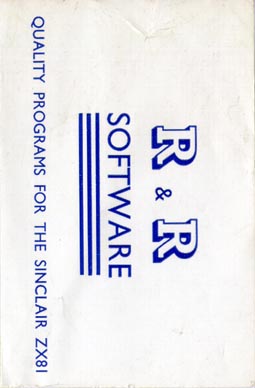 R & R
SOFTWARE
QUALITY PROGRAMS FOR THE SINCLAIR ZX81